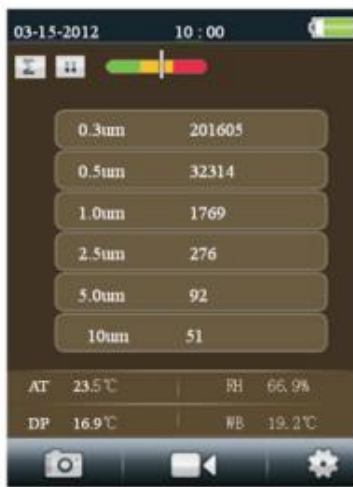 03-15-2012 10 : 00
Σ
0.3um 201605
0.5um 32314
1.0um 1769
2.5um 276
5.0um 92
10um 51
AT 23.5℃ RH 66.9%
DP 16.9℃ WB 19.2℃